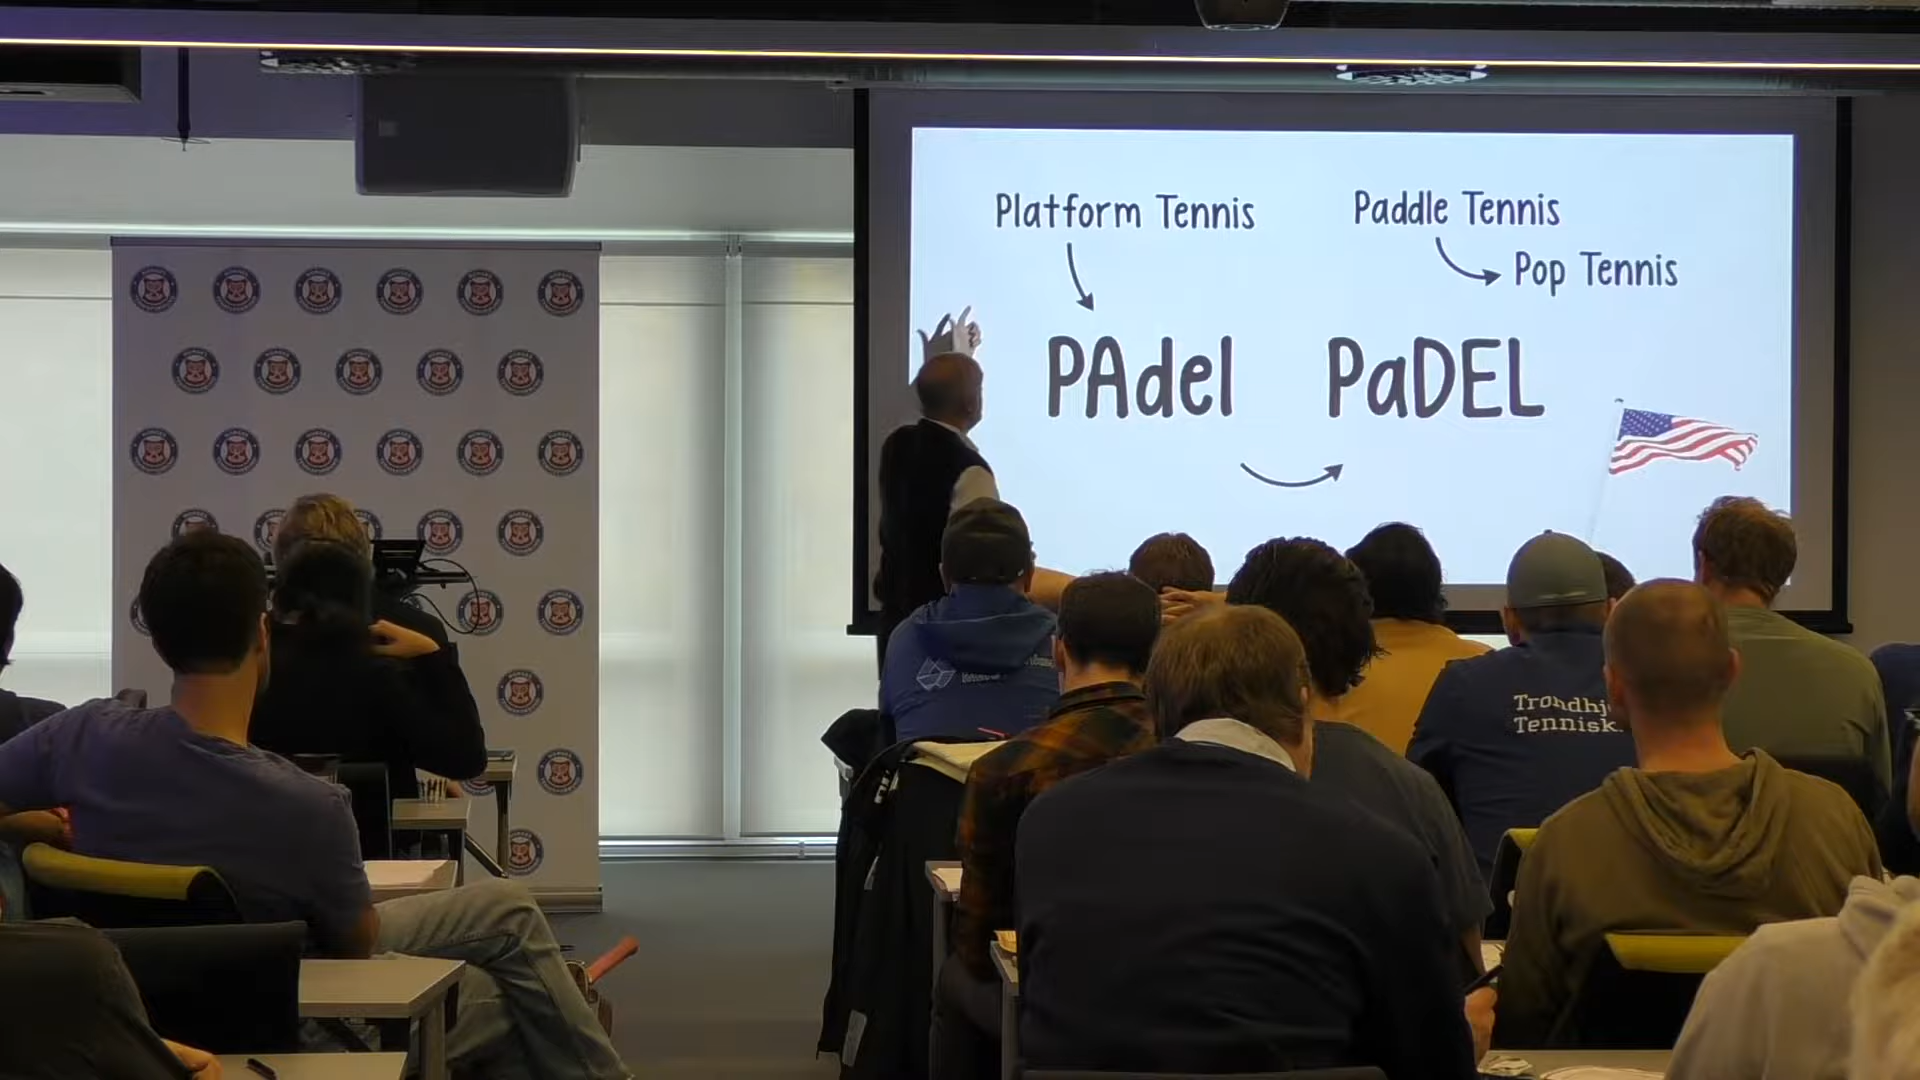 Platform Tennis
Paddle Tennis
Pop Tennis
PAdel
PaDEL
Trondhj
Tennisk